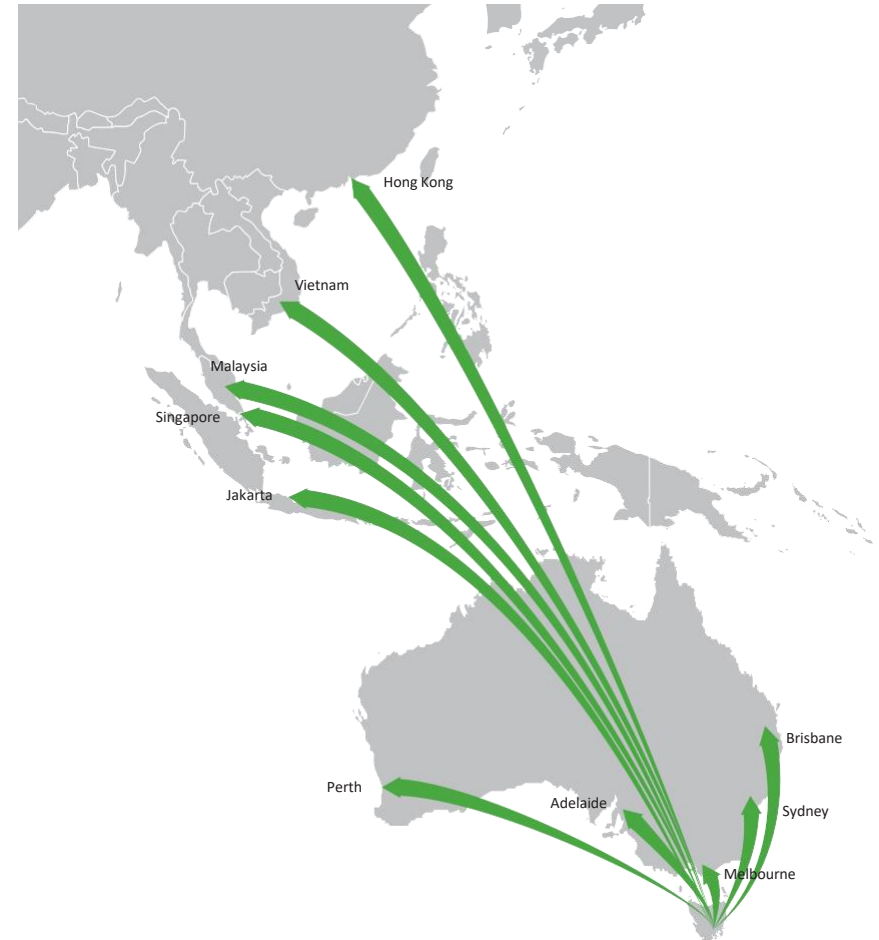 Hong Kong
Vietnam
Malaysia
Singapore
Jakarta
Brisbane
Perth
Adelaide
Sydney
Melbourne